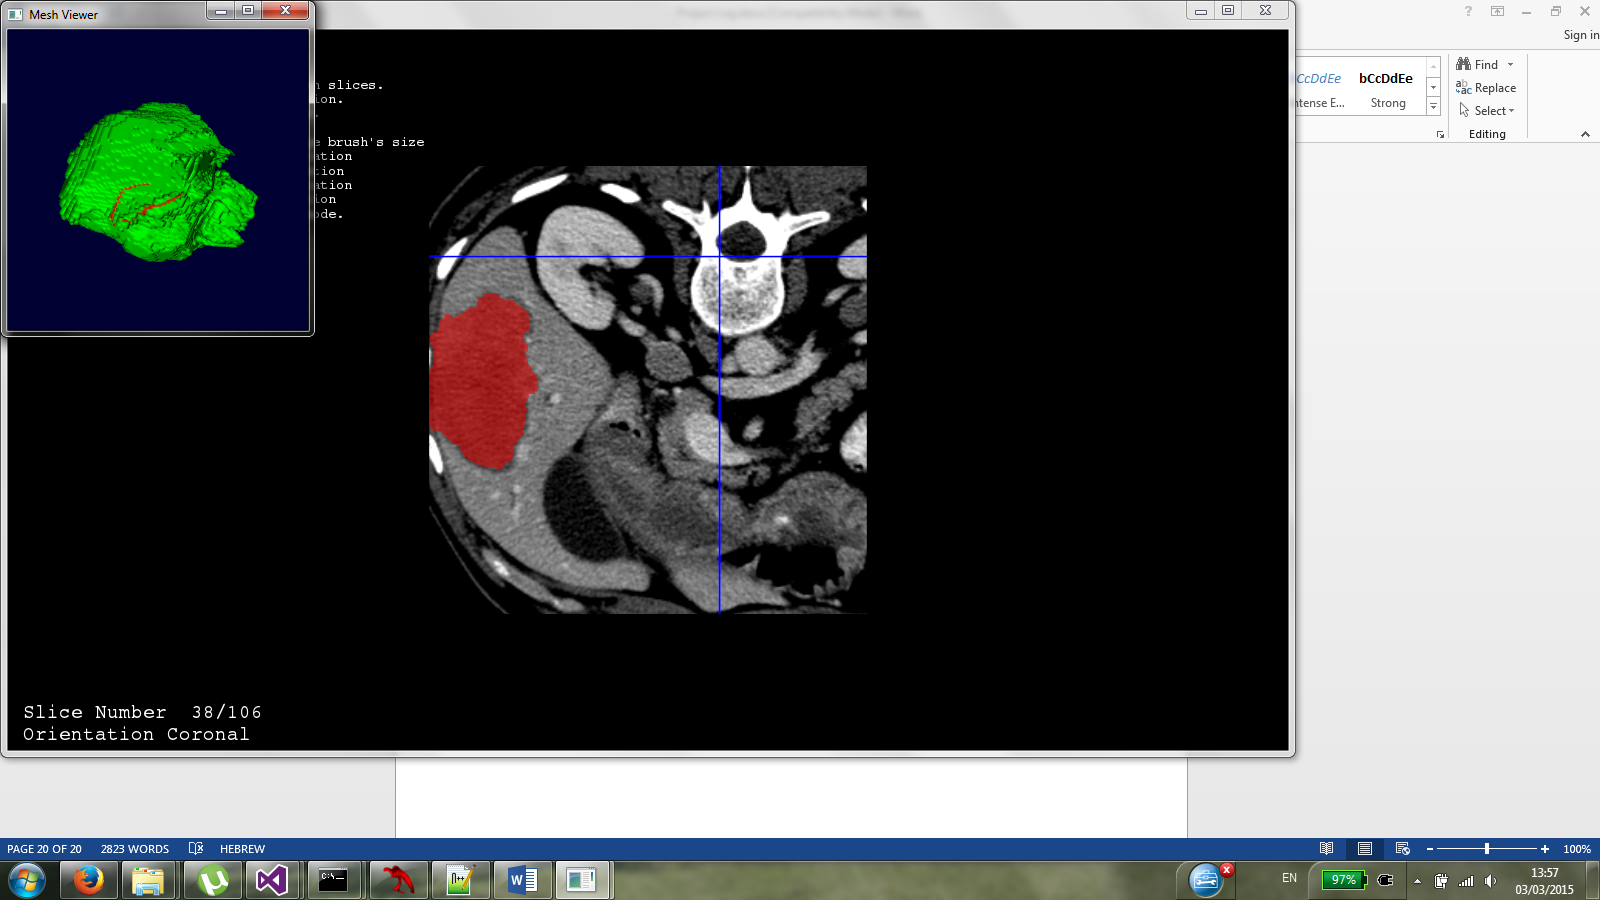 Mesh Viewer
Sign in
slices.
ion.
brush's size
ation
tion
ation
ion
ode.
CcDdEe
bCcDdEe
ntense E...
Strong
Find
Replace
Select
Editing
Slice Number 38/106
Orientation Coronal
PAGE 20 OF 20
2823 WORDS
HEBREW
100%
EN
97%
13:57
03/03/2015